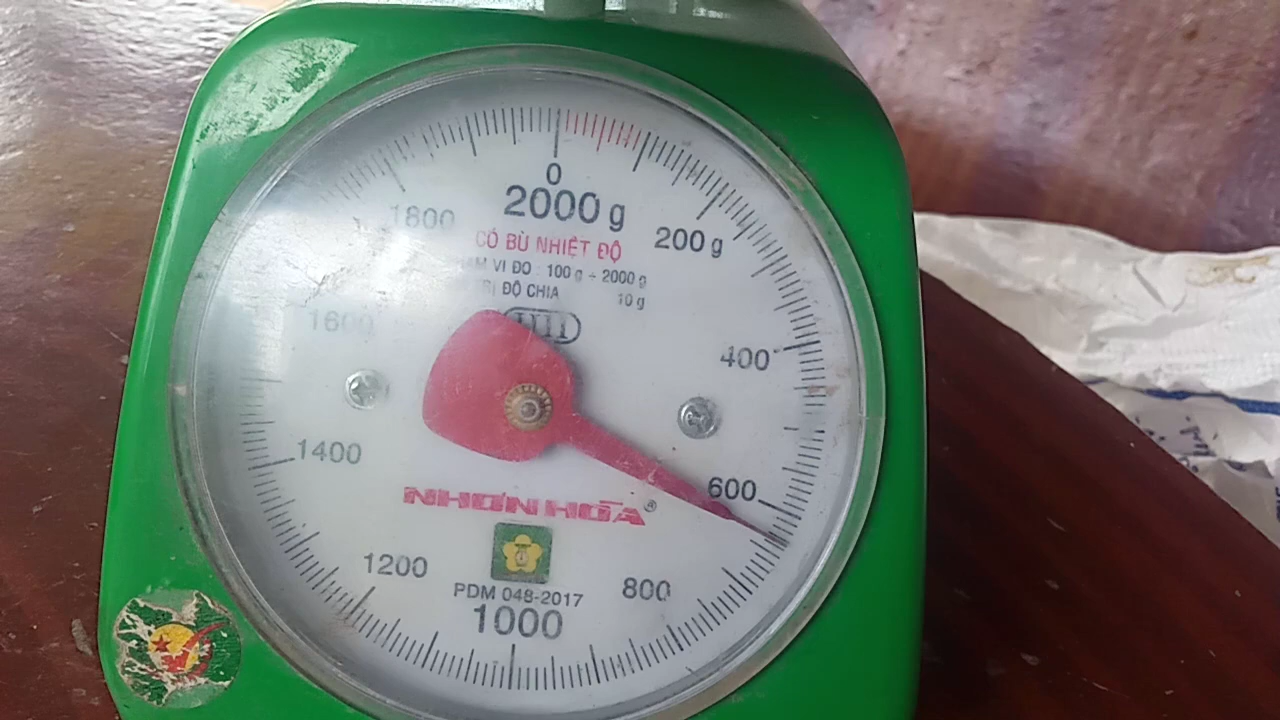 0
2000 g
1800
200 g
CÓ BÙ NHIỆT ĐỘ
VI ĐO : 100 g ÷ 2000 g
ĐỘ CHIA 10 g
1600
400
1400
600
NHƠN HÒA®
1200
800
PDM 048-2017
1000